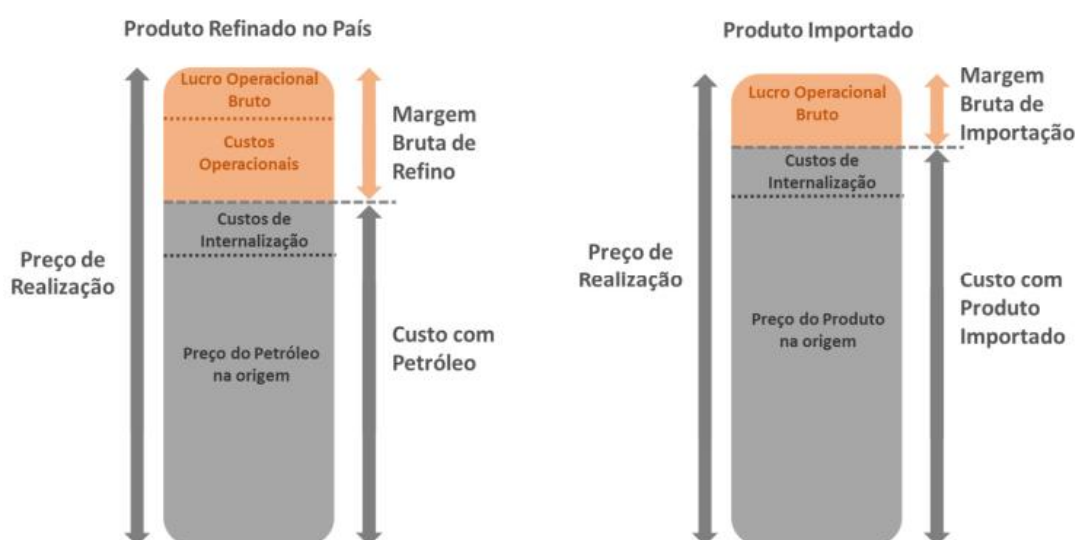 Produto Refinado no País
Lucro Operacional
Bruto
Custos
Operacionais
Margem
Bruta de
Refino
Custos de
Internalização
Preço de
Realização
Preço do Petróleo
na origem
Custo com
Petróleo
Produto Importado
Lucro Operacional
Bruto
Margem
Bruta de
Importação
Custos de
Internalização
Preço de
Realização
Preço do Produto
na origem
Custo com
Produto
Importado